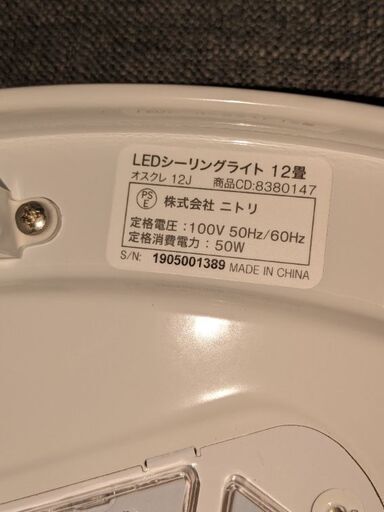 LEDシーリングライト 12畳
オスクレ 12J 商品CD:8380147
PS
E 株式会社 ニトリ
定格電圧：100V 50Hz/60Hz
定格消費電力：50W
S/N: 1905001389 MADE IN CHINA